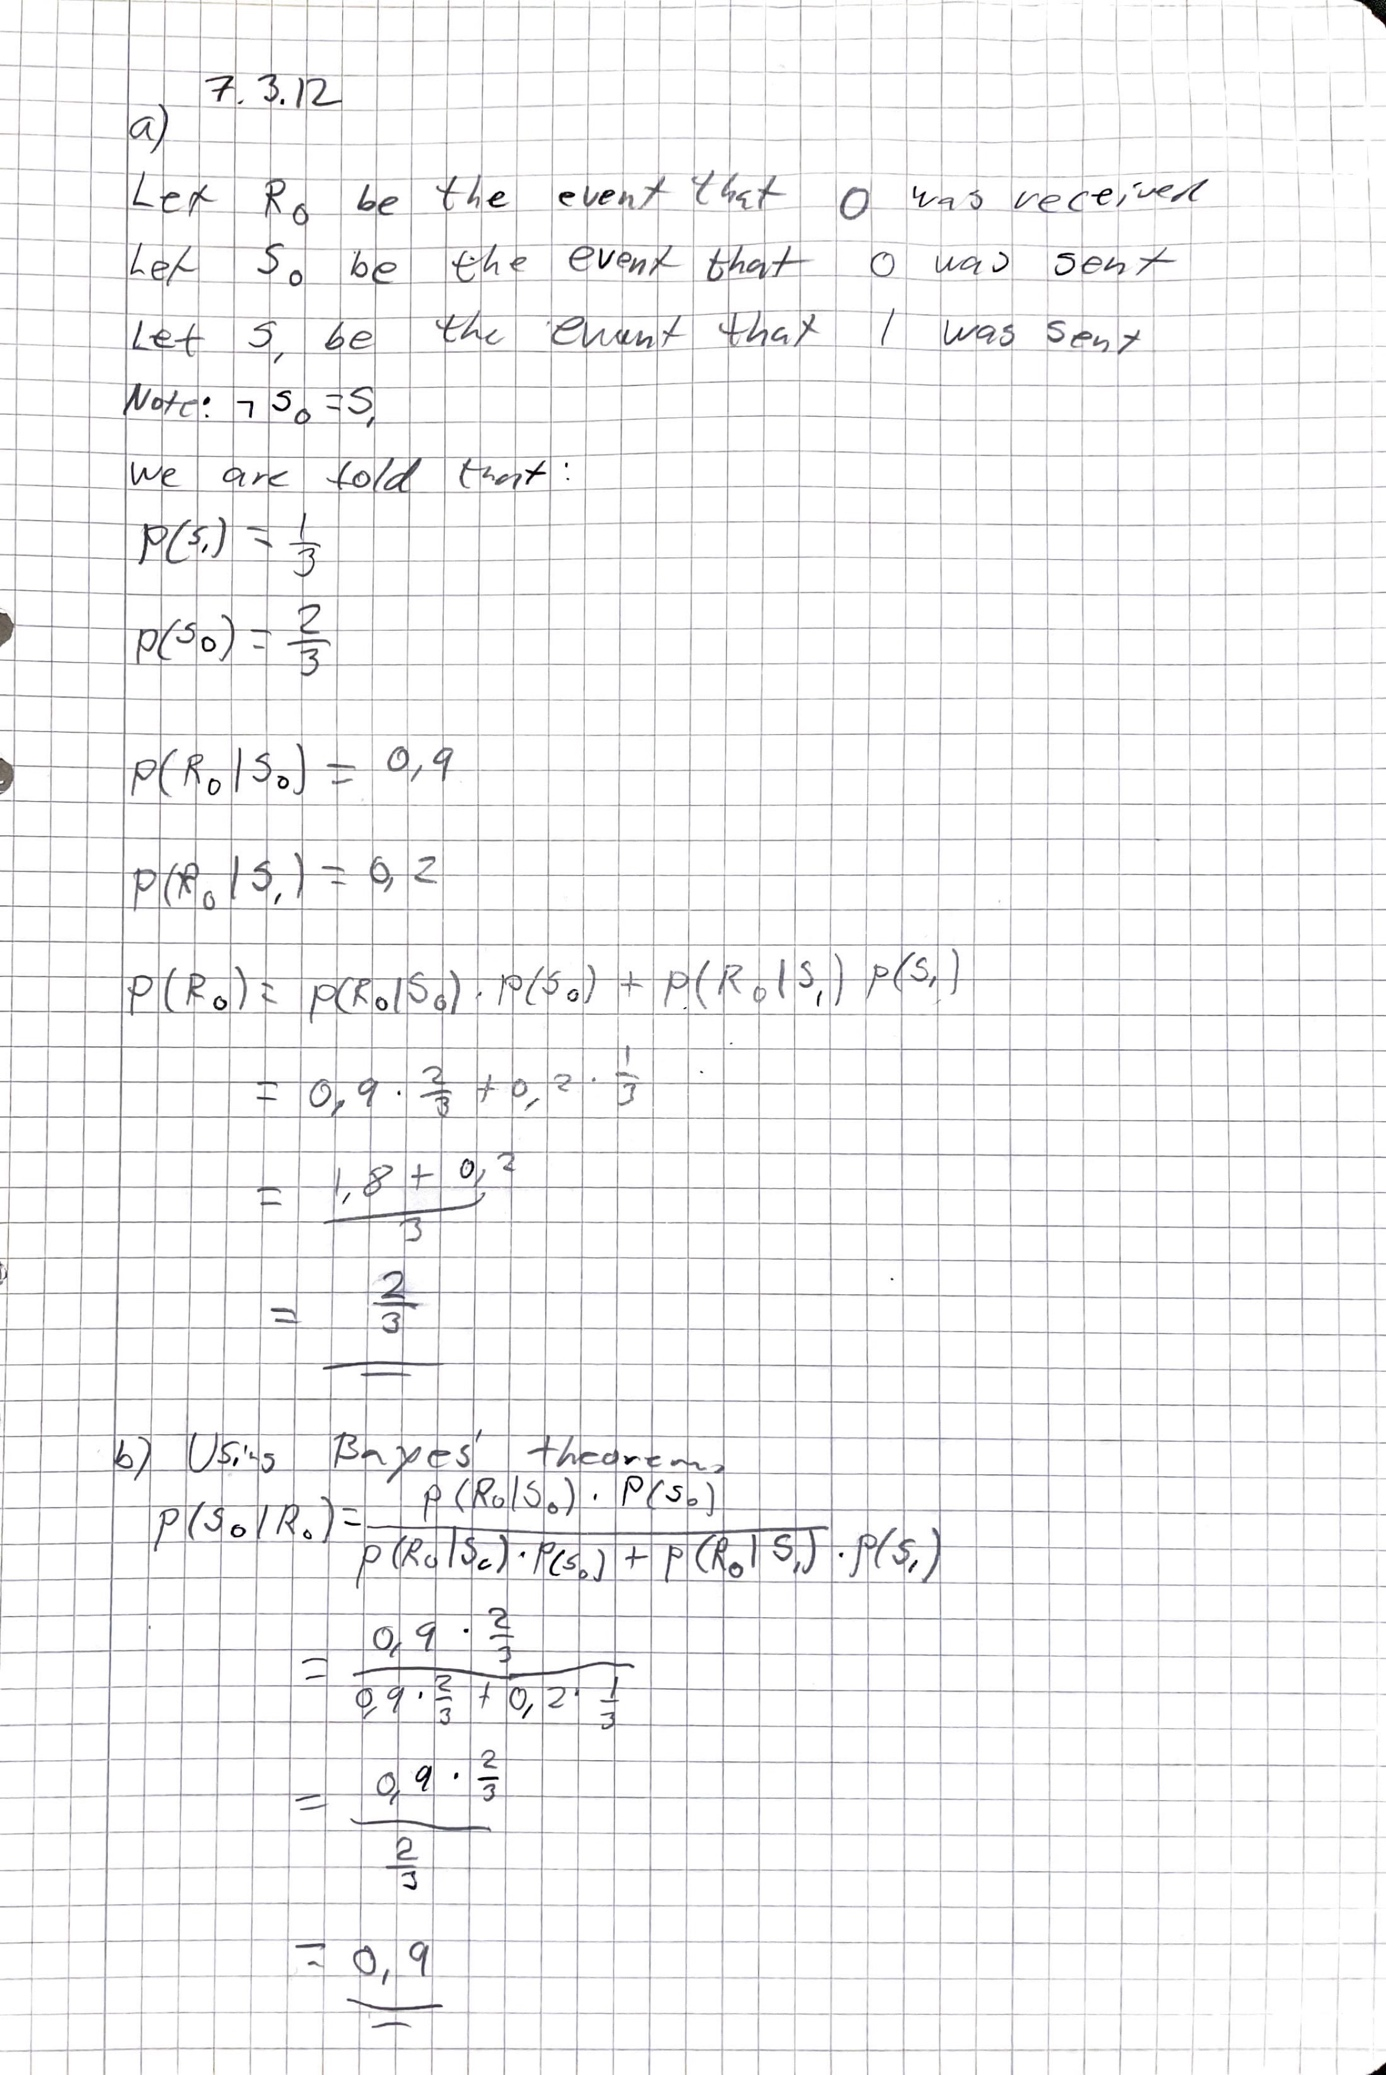 7.3.12
a)
Let R₀ be the event that 0 was received
Let S₀ be the event that 0 was sent
Let S₁ be the event that 1 was sent
Note: ¬S₀ = S₁
we are told that:
p(S₁) = 1/3
p(S₀) = 2/3
p(R₀|S₀) = 0,9
p(R₀|S₁) = 0,2
p(R₀) = p(R₀|S₀) · p(S₀) + p(R₀|S₁) p(S₁)
= 0,9 · 2/3 + 0,2 · 1/3
= (1,8 + 0,2)/3
= 2/3
b) Using Bayes' theorem,
p(S₀|R₀) = (p(R₀|S₀) · P(S₀))/(p(R₀|S₀) · P(S₀) + p(R₀|S₁) · p(S₁))
= (0,9 · 2/3)/(0,9 · 2/3 + 0,2 · 1/3)
= (0,9 · 2/3)/(2/3)
= 0,9